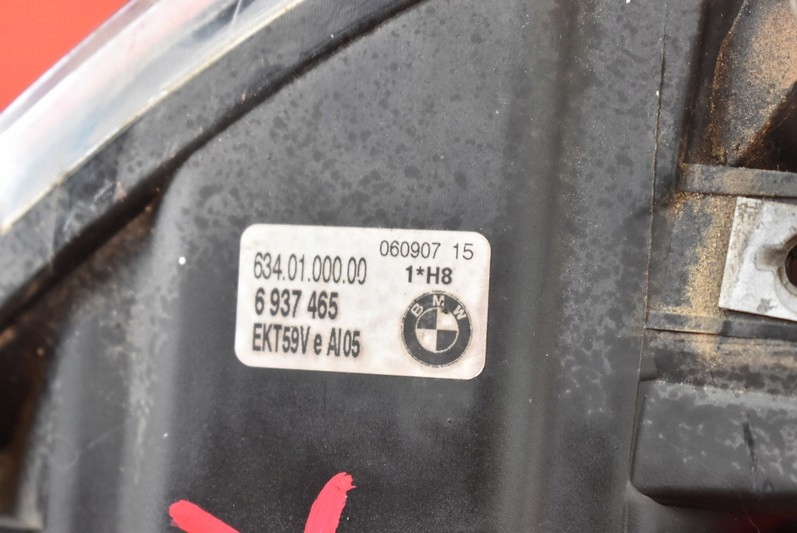 060907 15
634.01.000.00
1*H8
6 937 465
EKT59V e AI05
BMW